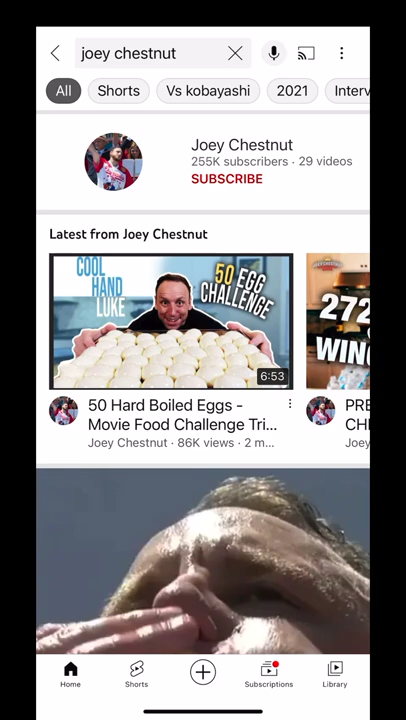 joey chestnut
All
Shorts
Vs kobayashi
2021
Interv
Joey Chestnut
255K subscribers · 29 videos
SUBSCRIBE
Latest from Joey Chestnut
COOL
HAND
LUKE
50 EGG
CHALLENGE
6:53
272
WING
50 Hard Boiled Eggs -
Movie Food Challenge Tri...
Joey Chestnut · 86K views · 2 m...
PRE
CHE
Joey
Home
Shorts
Subscriptions
Library